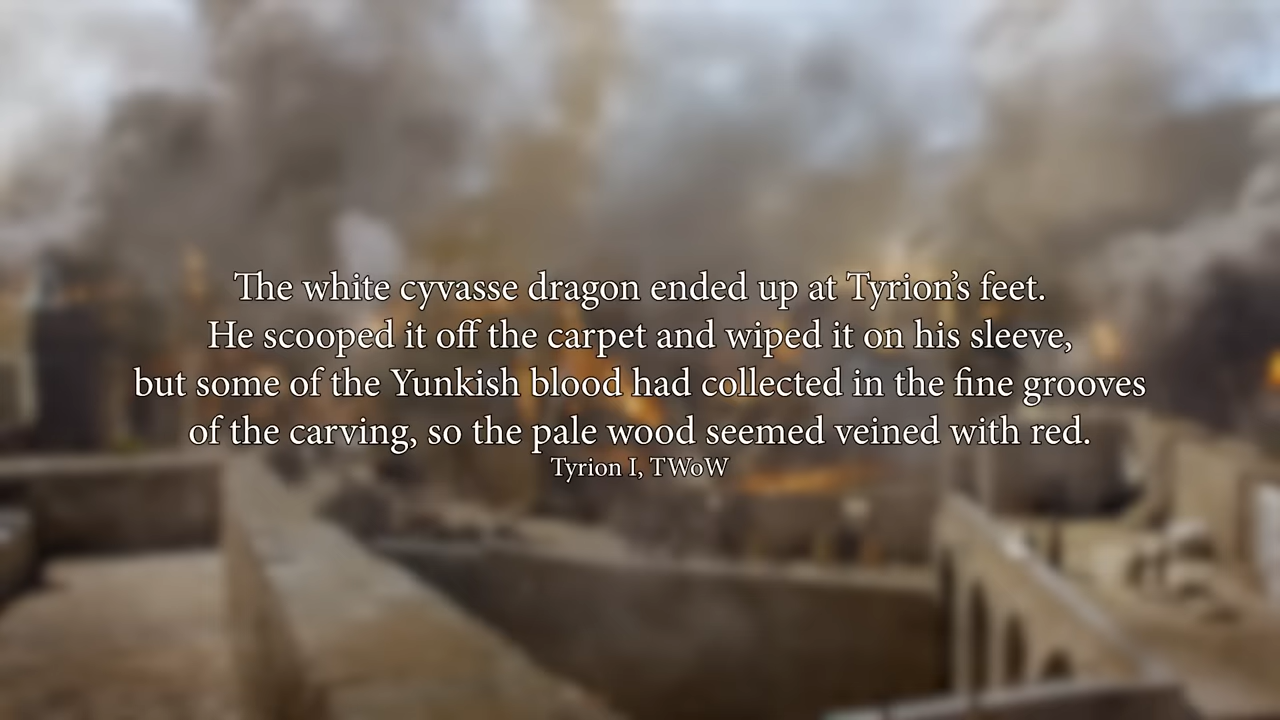 The white cyvasse dragon ended up at Tyrion's feet.
He scooped it off the carpet and wiped it on his sleeve,
but some of the Yunkish blood had collected in the fine grooves
of the carving, so the pale wood seemed veined with red.
Tyrion I, TWoW